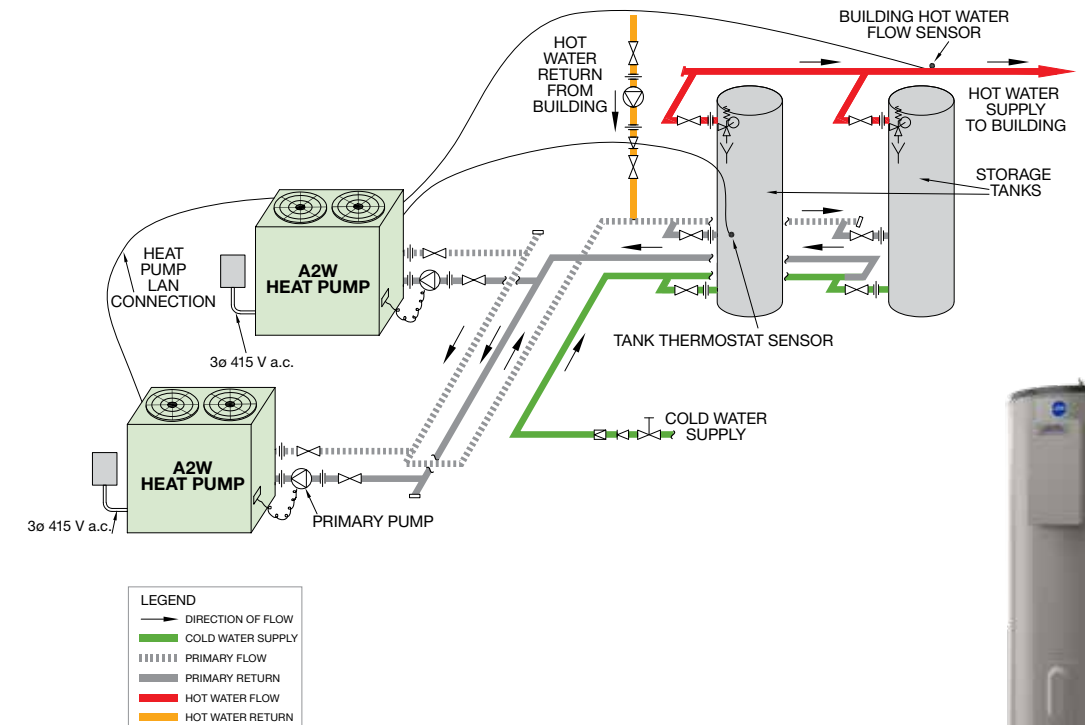 BUILDING HOT WATER
FLOW SENSOR
HOT
WATER
RETURN
FROM
BUILDING
HOT WATER
SUPPLY
TO BUILDING
STORAGE
TANKS
HEAT
PUMP
LAN
CONNECTION
A2W
HEAT PUMP
3ø 415 V a.c.
TANK THERMOSTAT SENSOR
COLD WATER
SUPPLY
A2W
HEAT PUMP
PRIMARY PUMP
3ø 415 V a.c.
LEGEND
DIRECTION OF FLOW
COLD WATER SUPPLY
PRIMARY FLOW
PRIMARY RETURN
HOT WATER FLOW
HOT WATER RETURN